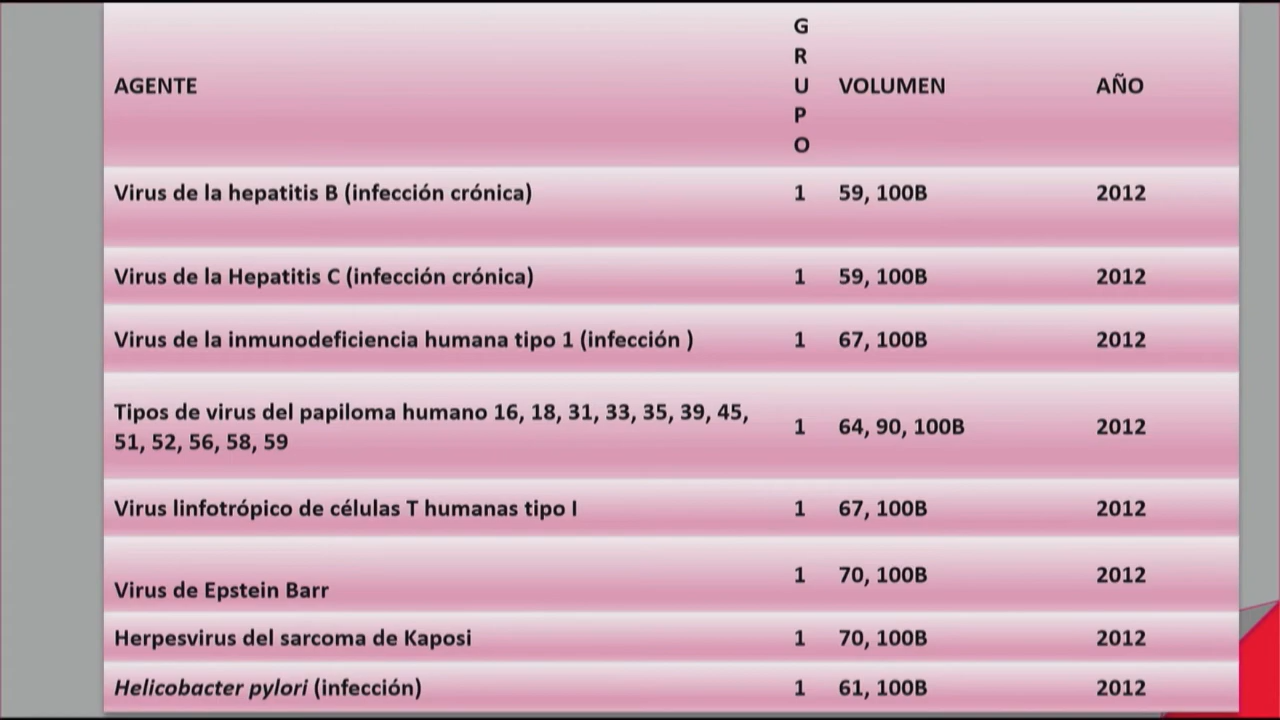 AGENTE GRUPO VOLUMEN AÑO
Virus de la hepatitis B (infección crónica) 1 59, 100B 2012
Virus de la Hepatitis C (infección crónica) 1 59, 100B 2012
Virus de la inmunodeficiencia humana tipo 1 (infección ) 1 67, 100B 2012
Tipos de virus del papiloma humano 16, 18, 31, 33, 35, 39, 45,
51, 52, 56, 58, 59 1 64, 90, 100B 2012
Virus linfotrópico de células T humanas tipo I 1 67, 100B 2012
Virus de Epstein Barr 1 70, 100B 2012
Herpesvirus del sarcoma de Kaposi 1 70, 100B 2012
Helicobacter pylori (infección) 1 61, 100B 2012